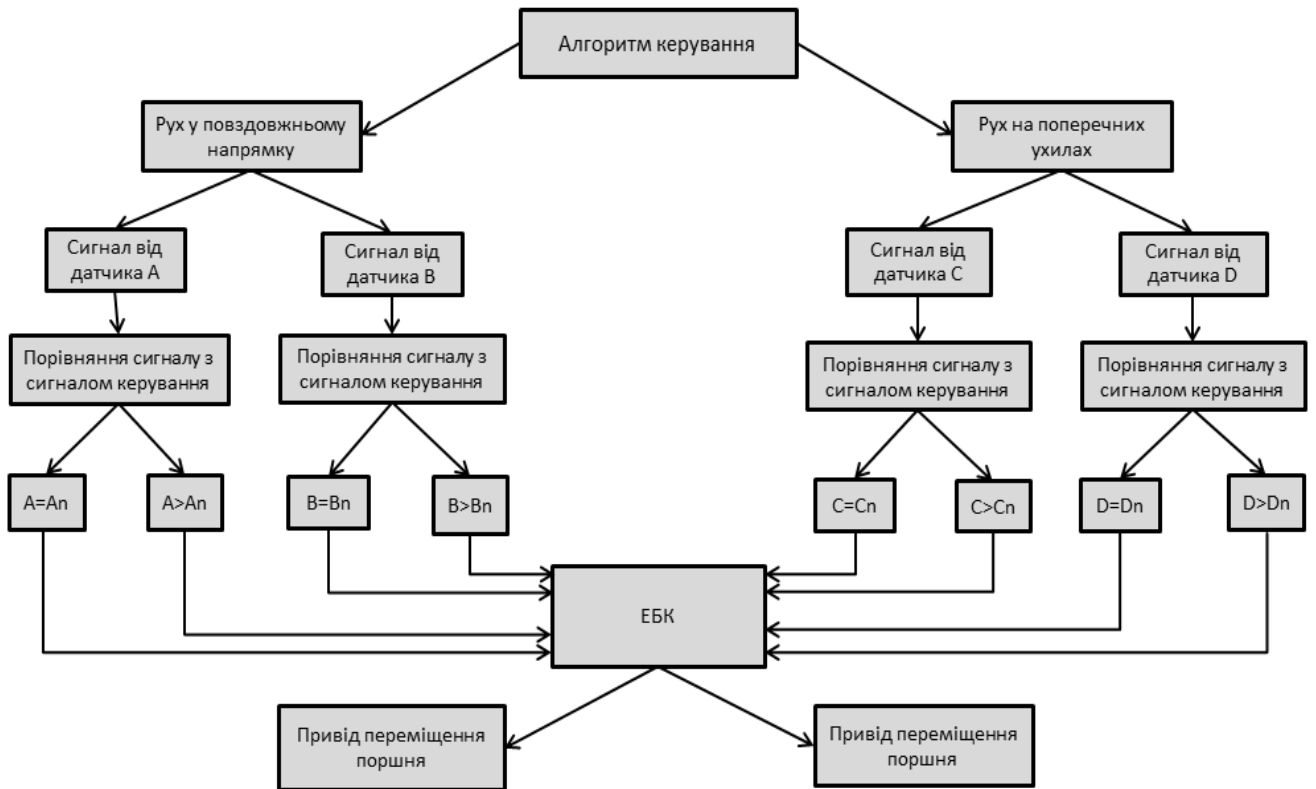 Алгоритм керування
Рух у повздовжньому
напрямку
Рух на поперечних
ухилах
Сигнал від
датчика А
Сигнал від
датчика В
Сигнал від
датчика С
Сигнал від
датчика D
Порівняння сигналу з
сигналом керування
Порівняння сигналу з
сигналом керування
Порівняння сигналу з
сигналом керування
Порівняння сигналу з
сигналом керування
A=An
A>An
B=Bn
B>Bn
C=Cn
C>Cn
D=Dn
D>Dn
ЕБК
Привід переміщення
поршня
Привід переміщення
поршня